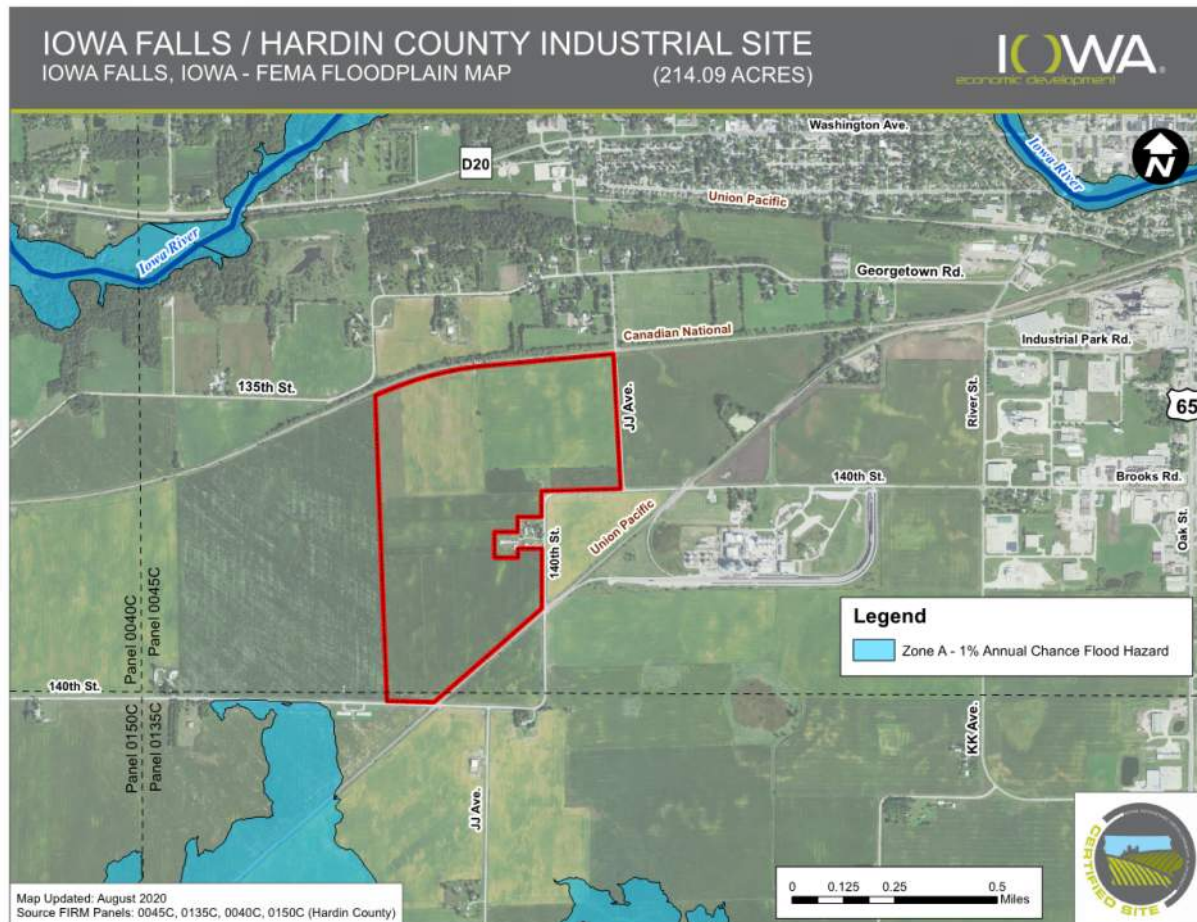 IOWA FALLS / HARDIN COUNTY INDUSTRIAL SITE
IOWA FALLS, IOWA - FEMA FLOODPLAIN MAP (214.09 ACRES)
IOWA®
economic development
Washington Ave.
Iowa River
N
D20
Union Pacific
Iowa River
Georgetown Rd.
Canadian National
Industrial Park Rd.
135th St.
JJ Ave.
River St.
65
140th St.
Brooks Rd.
Union Pacific
140th St.
Oak St.
Panel 0040C
Panel 0045C
Legend
Zone A - 1% Annual Chance Flood Hazard
140th St.
Panel 0150C
Panel 0135C
KK Ave.
JJ Ave.
CERTIFIED SITE
0 0.125 0.25 0.5
Miles
Map Updated: August 2020
Source FIRM Panels: 0045C, 0135C, 0040C, 0150C (Hardin County)